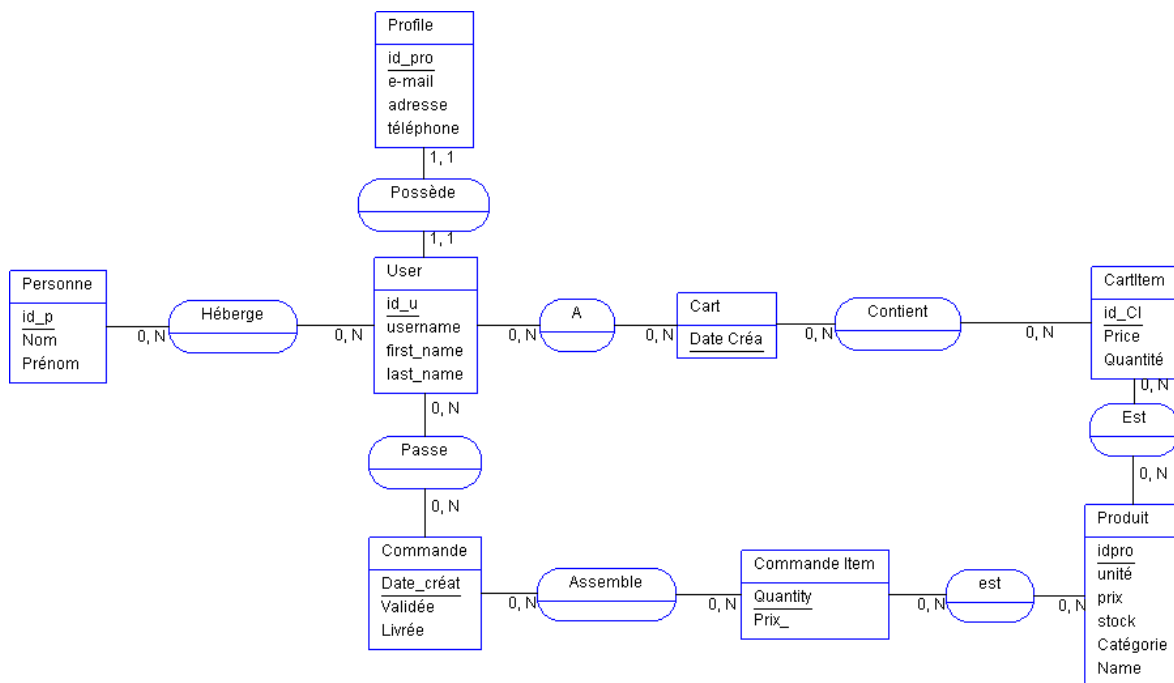 Profile
id_pro
e-mail
adresse
téléphone
1, 1
Possède
1, 1
Personne
id_p
Nom
Prénom
0, N
Héberge
0, N
User
id_u
username
first_name
last_name
0, N
A
0, N
Cart
Date Créa
0, N
Contient
0, N
CartItem
id_CI
Price
Quantité
0, N
Est
0, N
0, N
Passe
0, N
Commande
Date_créat
Validée
Livrée
0, N
Assemble
0, N
Commande Item
Quantity
Prix_
0, N
est
0, N
Produit
idpro
unité
prix
stock
Catégorie
Name